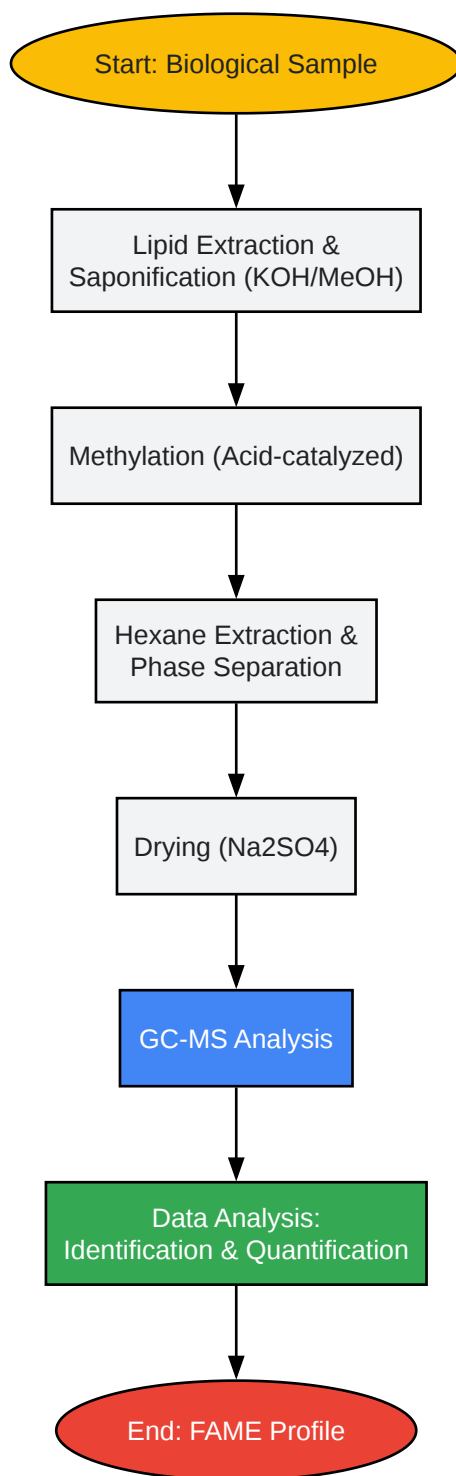 Start: Biological Sample
Lipid Extraction &
Saponification (KOH/MeOH)
Methylation (Acid-catalyzed)
Hexane Extraction &
Phase Separation
Drying (Na2SO4)
GC-MS Analysis
Data Analysis:
Identification & Quantification
End: FAME Profile